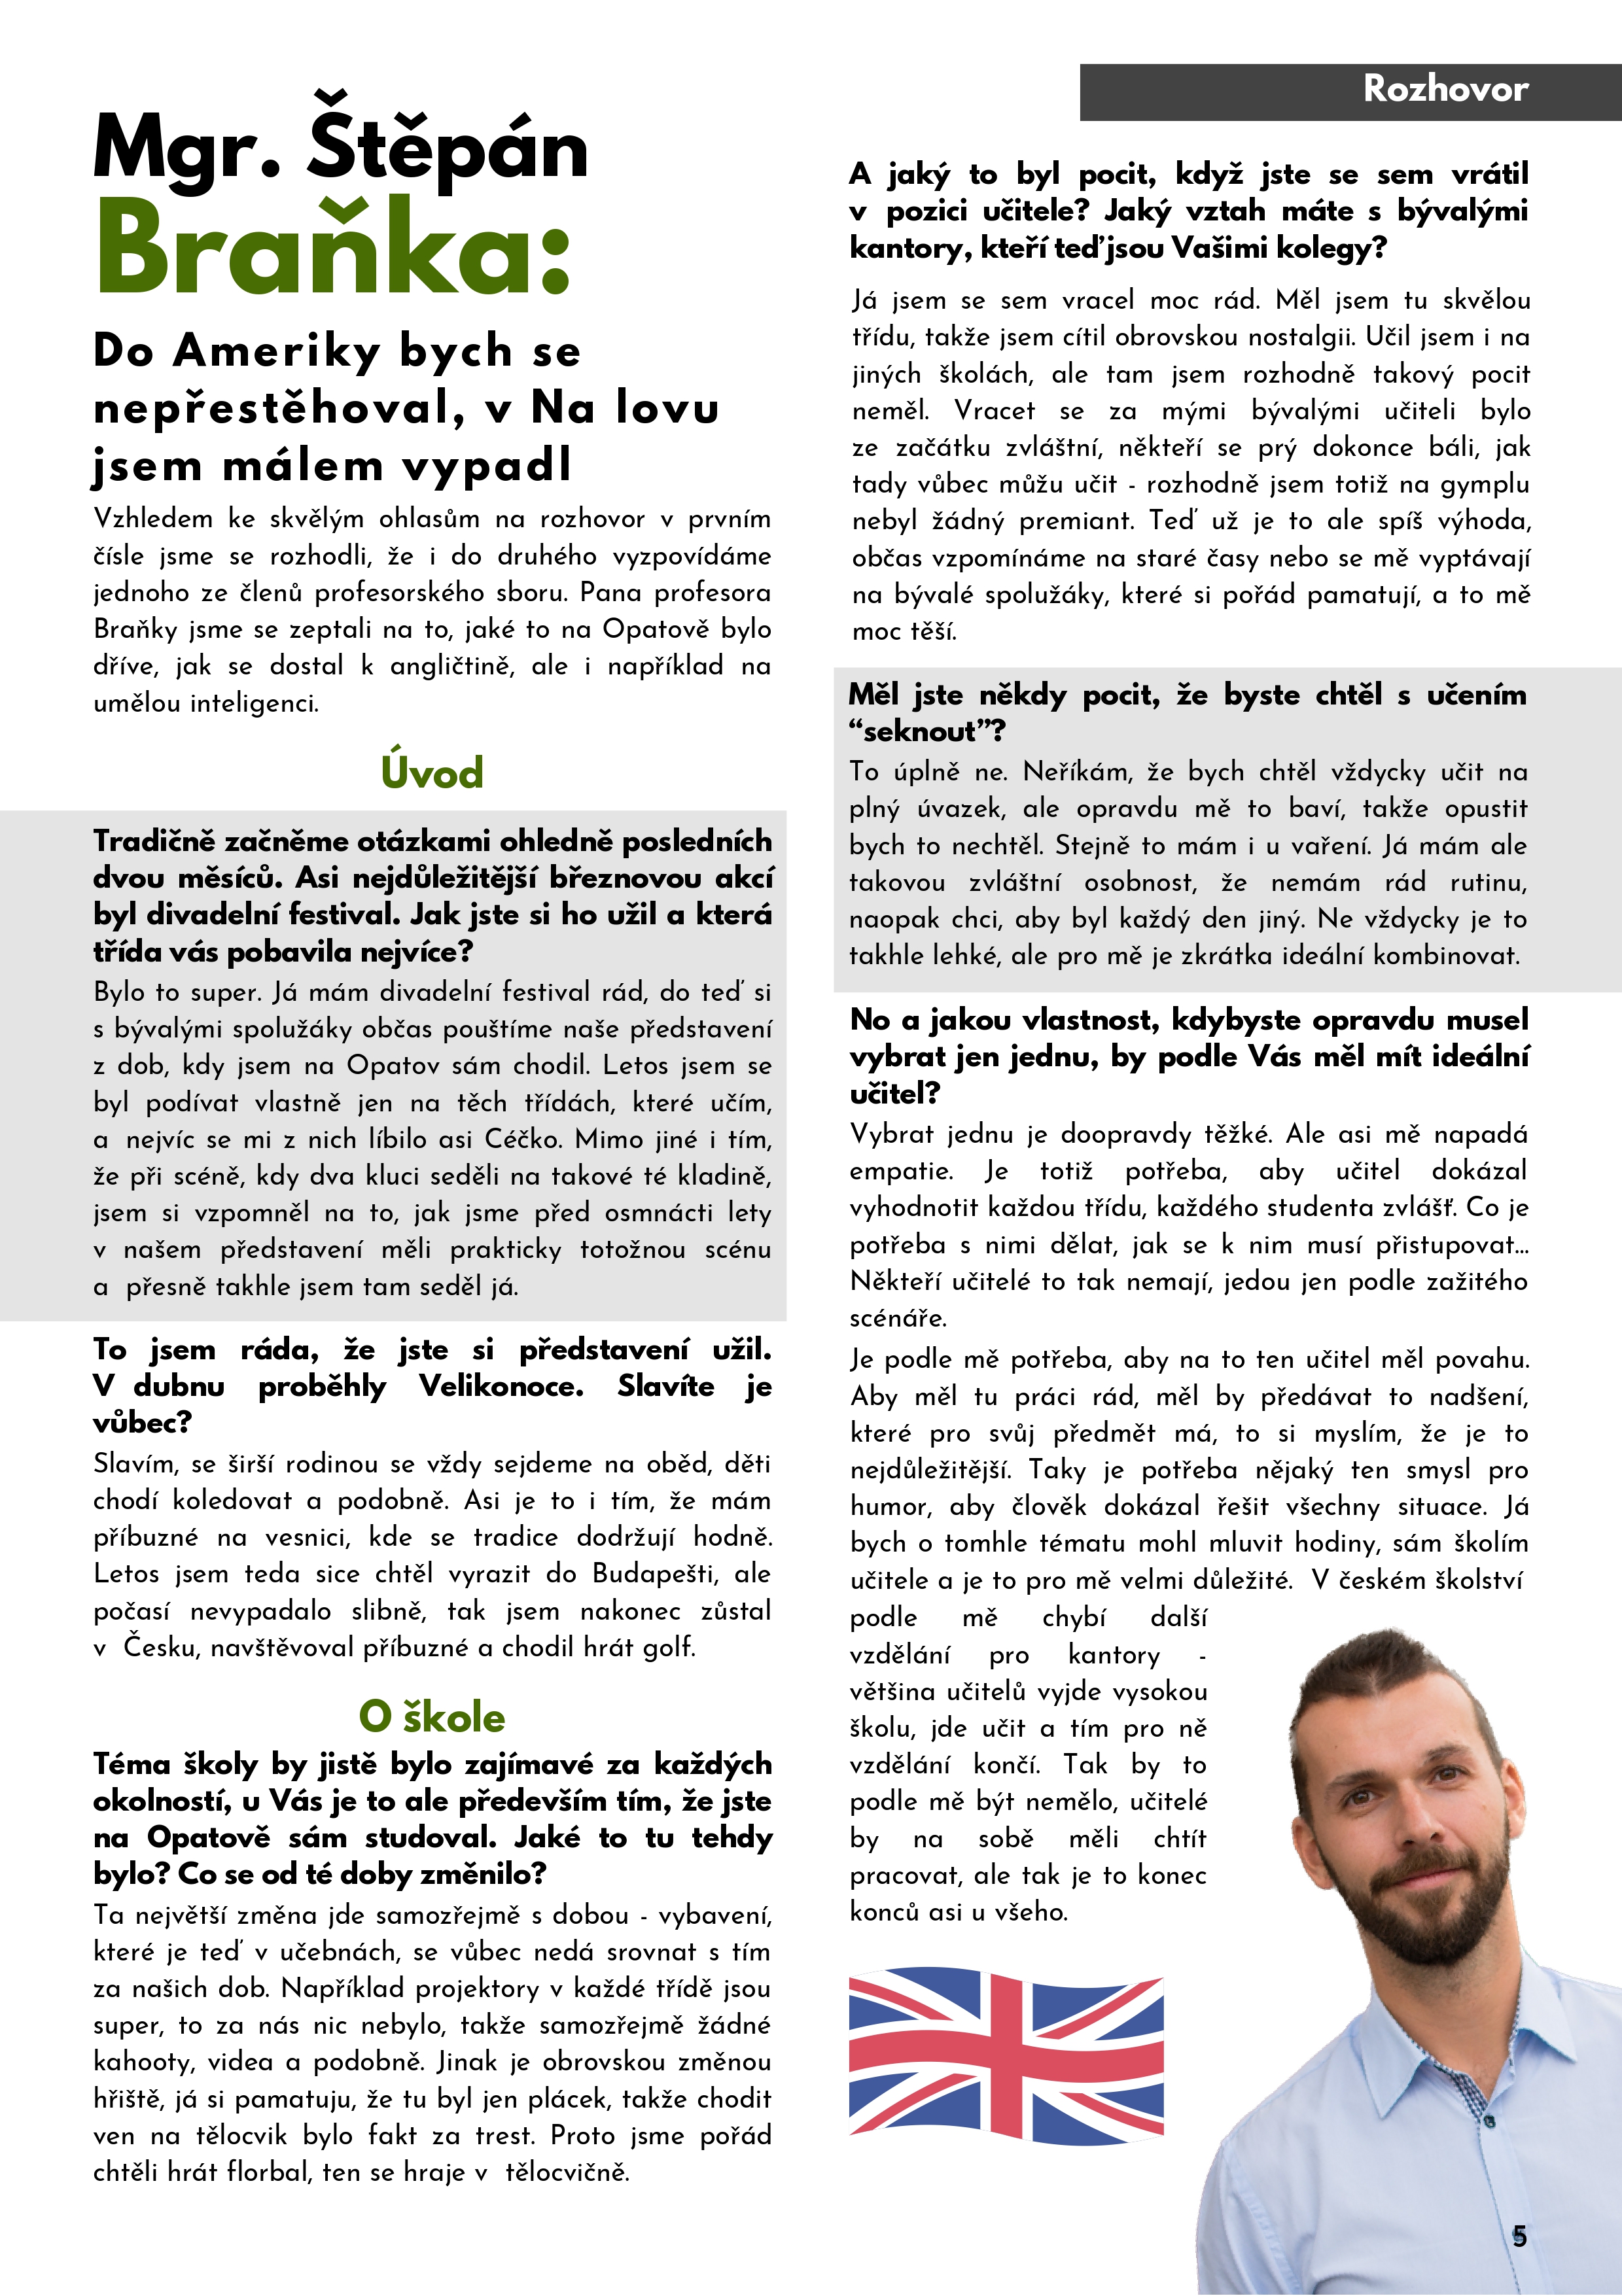 Rozhovor
Mgr. Štěpán
Braňka:
Do Ameriky bych se
nepřestěhoval, v Na lovu
jsem málem vypadl
Vzhledem ke skvělým ohlasům na rozhovor v prvním
čísle jsme se rozhodli, že i do druhého vyzpovídáme
jednoho ze členů profesorského sboru. Pana profesora
Braňky jsme se zeptali na to, jaké to na Opatově bylo
dříve, jak se dostal k angličtině, ale i například na
umělou inteligenci.
Úvod
Tradičně začněme otázkami ohledně posledních
dvou měsíců. Asi nejdůležitější březnovou akcí
byl divadelní festival. Jak jste si ho užil a která
třída vás pobavila nejvíce?
Bylo to super. Já mám divadelní festival rád, do teď si
s bývalými spolužáky občas pouštíme naše představení
z dob, kdy jsem na Opatov sám chodil. Letos jsem se
byl podívat vlastně jen na těch třídách, které učím,
a nejvíc se mi z nich líbilo asi Céčko. Mimo jiné i tím,
že při scéně, kdy dva kluci seděli na takové té kladině,
jsem si vzpomněl na to, jak jsme před osmnácti lety
v našem představení měli prakticky totožnou scénu
a přesně takhle jsem tam seděl já.
To jsem ráda, že jste si představení užil.
V dubnu proběhly Velikonoce. Slavíte je
vůbec?
Slavím, se širší rodinou se vždy sejdeme na oběd, děti
chodí koledovat a podobně. Asi je to i tím, že mám
příbuzné na vesnici, kde se tradice dodržují hodně.
Letos jsem teda sice chtěl vyrazit do Budapešti, ale
počasí nevypadalo slibně, tak jsem nakonec zůstal
v Česku, navštěvoval příbuzné a chodil hrát golf.
O škole
Téma školy by jistě bylo zajímavé za každých
okolností, u Vás je to ale především tím, že jste
na Opatově sám studoval. Jaké to tu tehdy
bylo? Co se od té doby změnilo?
Ta největší změna jde samozřejmě s dobou - vybavení,
které je teď v učebnách, se vůbec nedá srovnat s tím
za našich dob. Například projektory v každé třídě jsou
super, to za nás nic nebylo, takže samozřejmě žádné
kahooty, videa a podobně. Jinak je obrovskou změnou
hřiště, já si pamatuju, že tu byl jen plácek, takže chodit
ven na tělocvik bylo fakt za trest. Proto jsme pořád
chtěli hrát florbal, ten se hraje v tělocvičně.
A jaký to byl pocit, když jste se sem vrátil
v pozici učitele? Jaký vztah máte s bývalými
kantory, kteří teď jsou Vašimi kolegy?
Já jsem se sem vracel moc rád. Měl jsem tu skvělou
třídu, takže jsem cítil obrovskou nostalgii. Učil jsem i na
jiných školách, ale tam jsem rozhodně takový pocit
neměl. Vracet se za mými bývalými učiteli bylo
ze začátku zvláštní, někteří se prý dokonce báli, jak
tady vůbec můžu učit - rozhodně jsem totiž na gymplu
nebyl žádný premiant. Teď už je to ale spíš výhoda,
občas vzpomínáme na staré časy nebo se mě vyptávají
na bývalé spolužáky, které si pořád pamatují, a to mě
moc těší.
Měl jste někdy pocit, že byste chtěl s učením
“seknout”?
To úplně ne. Neříkám, že bych chtěl vždycky učit na
plný úvazek, ale opravdu mě to baví, takže opustit
bych to nechtěl. Stejně to mám i u vaření. Já mám ale
takovou zvláštní osobnost, že nemám rád rutinu,
naopak chci, aby byl každý den jiný. Ne vždycky je to
takhle lehké, ale pro mě je zkrátka ideální kombinovat.
No a jakou vlastnost, kdybyste opravdu musel
vybrat jen jednu, by podle Vás měl mít ideální
učitel?
Vybrat jednu je doopravdy těžké. Ale asi mě napadá
empatie. Je totiž potřeba, aby učitel dokázal
vyhodnotit každou třídu, každého studenta zvlášť. Co je
potřeba s nimi dělat, jak se k nim musí přistupovat...
Někteří učitelé to tak nemají, jedou jen podle zažitého
scénáře.
Je podle mě potřeba, aby na to ten učitel měl povahu.
Aby měl tu práci rád, měl by předávat to nadšení,
které pro svůj předmět má, to si myslím, že je to
nejdůležitější. Taky je potřeba nějaký ten smysl pro
humor, aby člověk dokázal řešit všechny situace. Já
bych o tomhle tématu mohl mluvit hodiny, sám školím
učitele a je to pro mě velmi důležité. V českém školství
podle mě chybí další
vzdělání pro kantory -
většina učitelů vyjde vysokou
školu, jde učit a tím pro ně
vzdělání končí. Tak by to
podle mě být nemělo, učitelé
by na sobě měli chtít
pracovat, ale tak je to konec
konců asi u všeho.
5